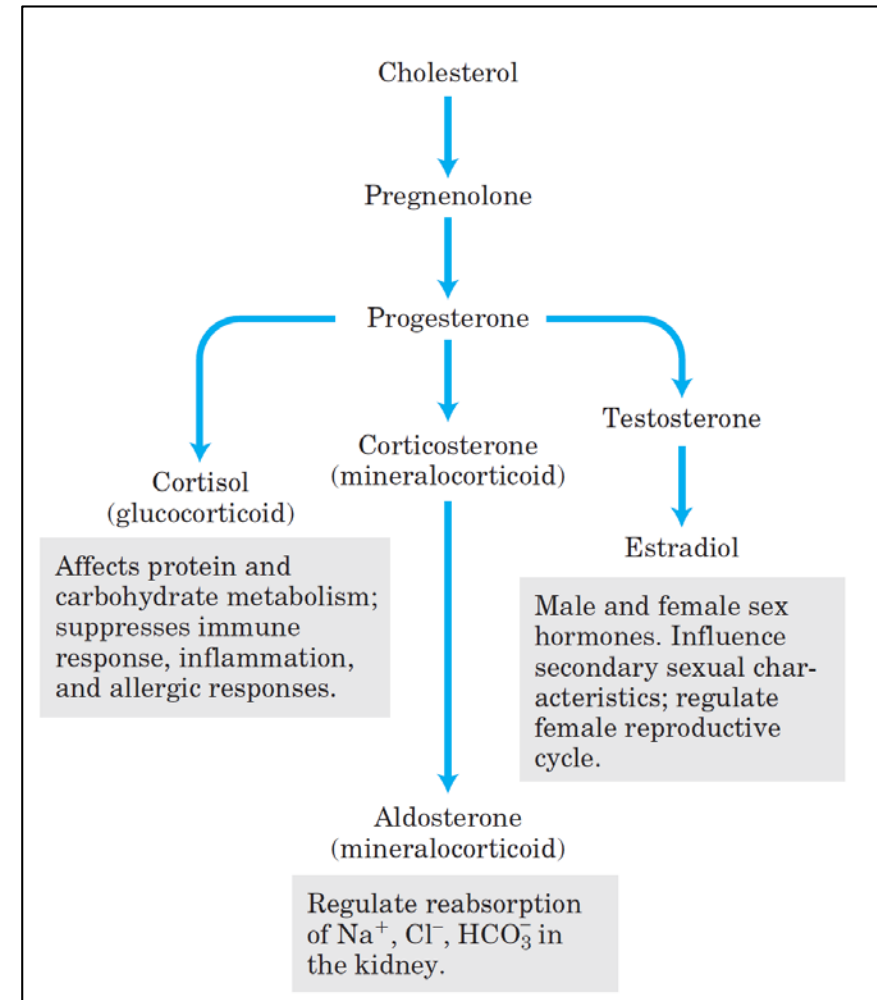 Cholesterol
Pregnenolone
Progesterone
Testosterone
Corticosterone
(mineralocorticoid)
Cortisol
(glucocorticoid)
Affects protein and
carbohydrate metabolism;
suppresses immune
response, inflammation,
and allergic responses.
Estradiol
Male and female sex
hormones. Influence
secondary sexual char-
acteristics; regulate
female reproductive
cycle.
Aldosterone
(mineralocorticoid)
Regulate reabsorption
of Na⁺, Cl⁻, HCO₃⁻ in
the kidney.